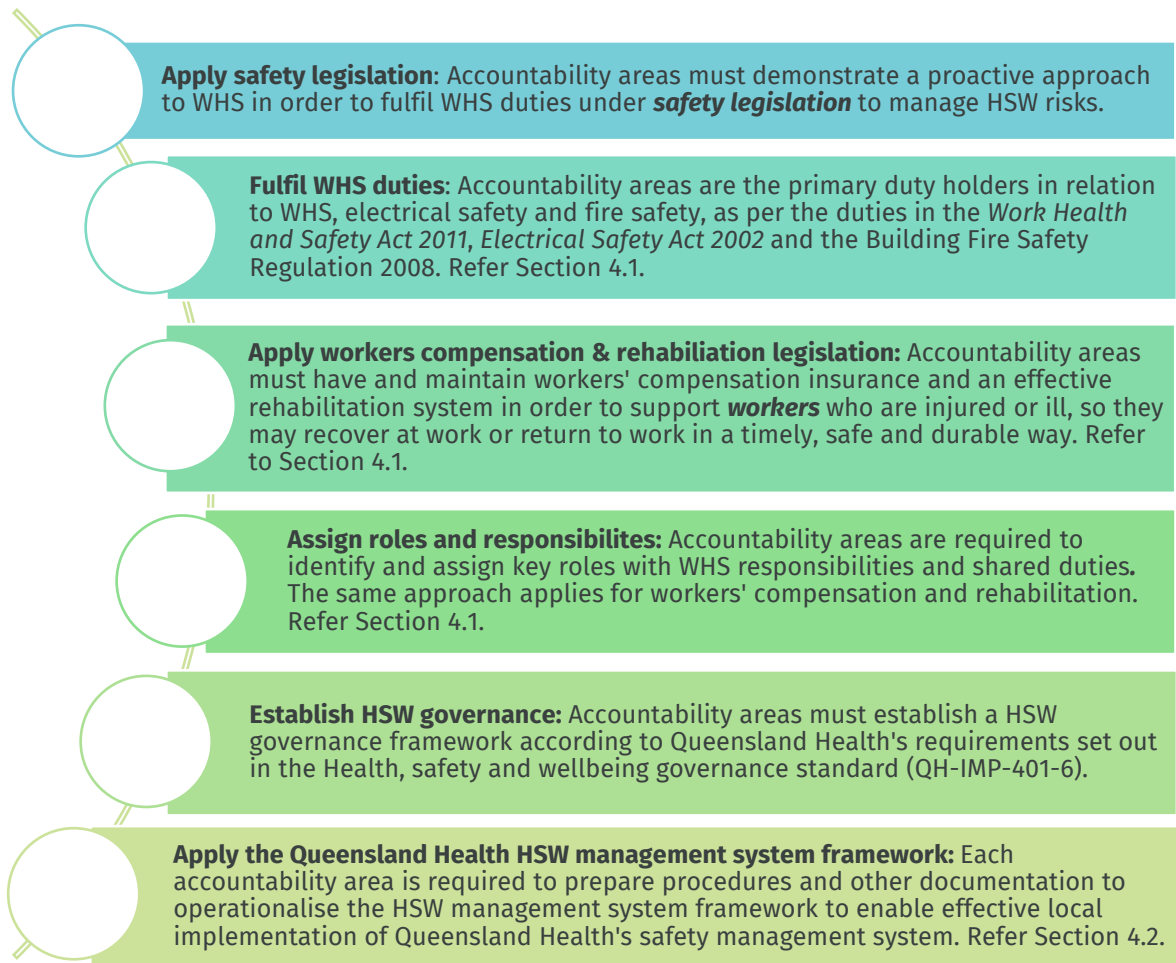 Apply safety legislation: Accountability areas must demonstrate a proactive approach
to WHS in order to fulfil WHS duties under safety legislation to manage HSW risks.
Fulfil WHS duties: Accountability areas are the primary duty holders in relation
to WHS, electrical safety and fire safety, as per the duties in the Work Health
and Safety Act 2011, Electrical Safety Act 2002 and the Building Fire Safety
Regulation 2008. Refer Section 4.1.
Apply workers compensation & rehabiliation legislation: Accountability areas
must have and maintain workers' compensation insurance and an effective
rehabilitation system in order to support workers who are injured or ill, so they
may recover at work or return to work in a timely, safe and durable way. Refer
to Section 4.1.
Assign roles and responsibilites: Accountability areas are required to
identify and assign key roles with WHS responsibilities and shared duties.
The same approach applies for workers' compensation and rehabilitation.
Refer Section 4.1.
Establish HSW governance: Accountability areas must establish a HSW
governance framework according to Queensland Health's requirements set out
in the Health, safety and wellbeing governance standard (QH-IMP-401-6).
Apply the Queensland Health HSW management system framework: Each
accountability area is required to prepare procedures and other documentation to
operationalise the HSW management system framework to enable effective local
implementation of Queensland Health's safety management system. Refer Section 4.2.